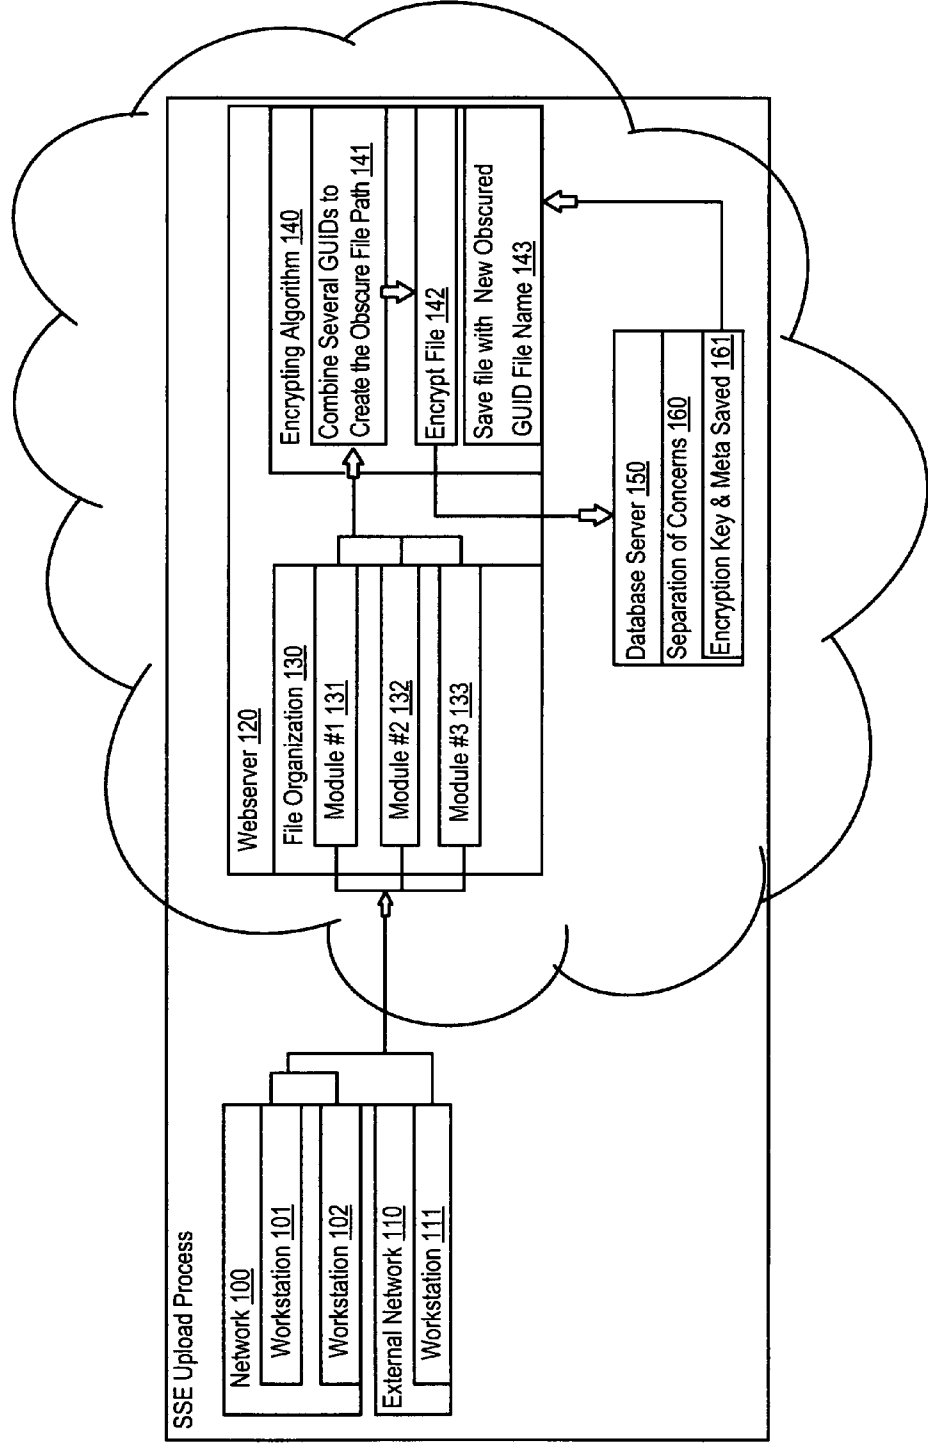 SSE Upload Process
Network 100
Workstation 101
Workstation 102
External Network 110
Workstation 111
Webserver 120
File Organization 130
Module #1 131
Module #2 132
Module #3 133
Encrypting Algorithm 140
Combine Several GUIDs to
Create the Obscure File Path 141
Encrypt File 142
Save file with New Obscured
GUID File Name 143
Database Server 150
Separation of Concerns 160
Encryption Key & Meta Saved 161